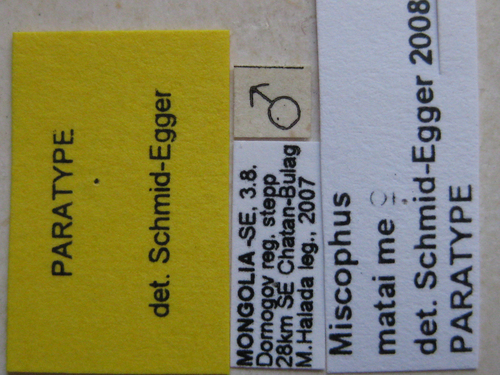 PARATYPE
det. Schmid-Egger
♂
MONGOLIA -SE, 3.8.
Dornogov reg. stepp
28km SE Chatan-Bulag
M.Halada leg., 2007
Miscophus
matai me ♀
det. Schmid-Egger 2008
PARATYPE